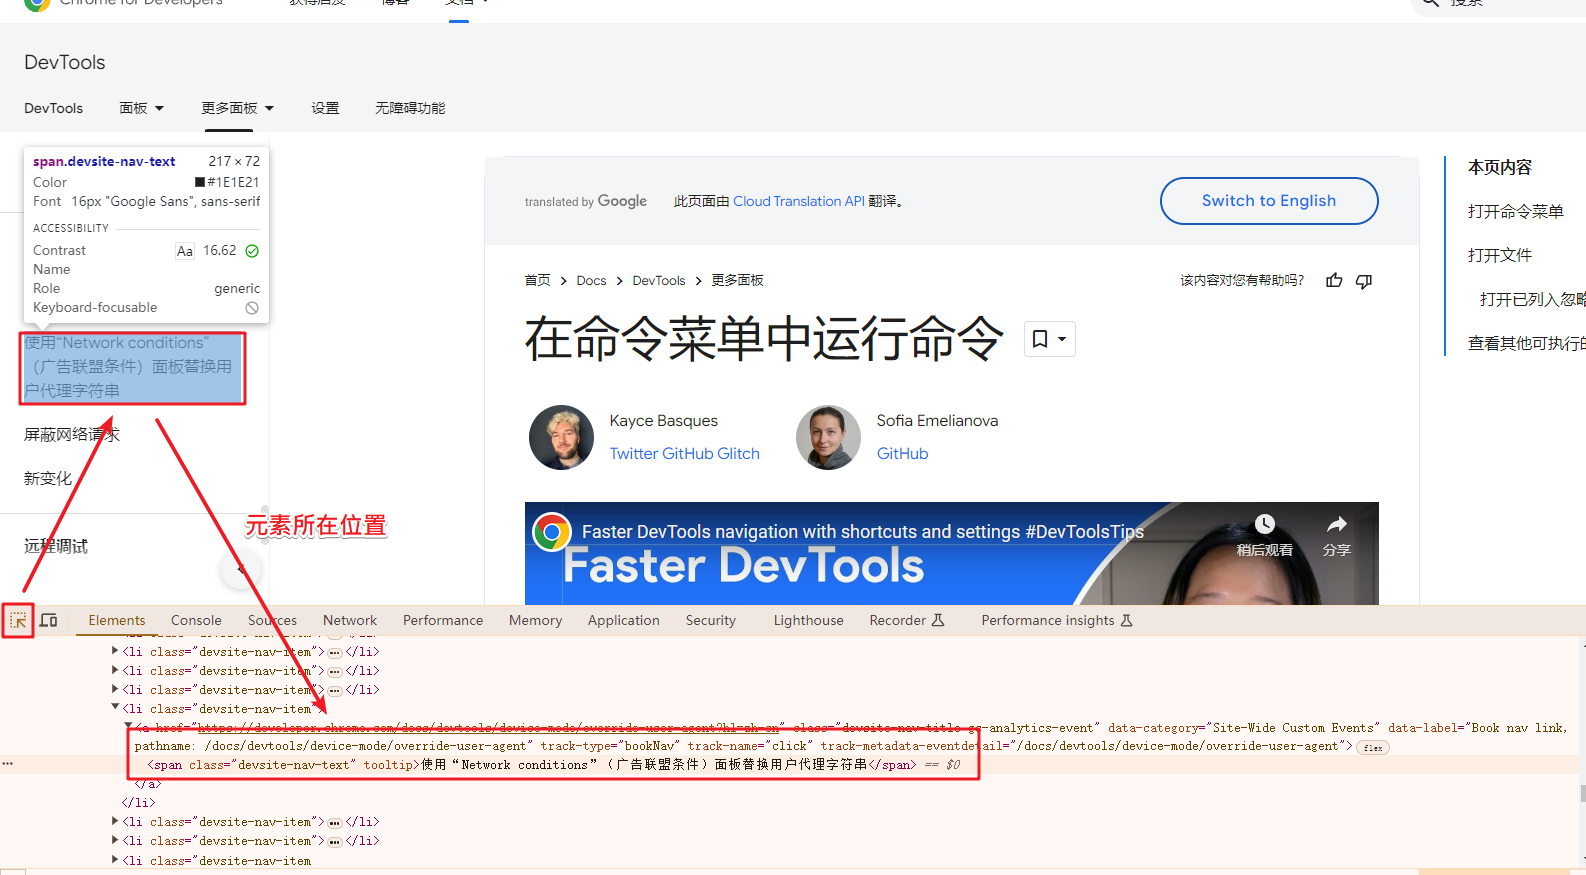 Chrome for Developers
获得启发
博客
文档
搜索
DevTools
DevTools
面板
更多面板
设置
无障碍功能
span.devsite-nav-text 217 × 72
Color #1E1E21
Font 16px "Google Sans", sans-serif
ACCESSIBILITY
Contrast Aa 16.62
Name
Role generic
Keyboard-focusable
使用“Network conditions”
（广告联盟条件）面板替换用
户代理字符串
屏蔽网络请求
新变化
远程调试
元素所在位置
translated by Google
此页面由 Cloud Translation API 翻译。
Switch to English
首页 > Docs > DevTools > 更多面板
该内容对您有帮助吗？
在命令菜单中运行命令
Kayce Basques
Twitter GitHub Glitch
Sofia Emelianova
GitHub
Faster DevTools navigation with shortcuts and settings #DevToolsTips
稍后观看
分享
Faster DevTools
本页内容
打开命令菜单
打开文件
打开已列入忽略
查看其他可执行的
Elements Console Sources Network Performance Memory Application Security Lighthouse Recorder Performance insights
<li class="devsite-nav-item">…</li>
<li class="devsite-nav-item">…</li>
<li class="devsite-nav-item">…</li>
<li class="devsite-nav-item">
<a href="https://developer.chrome.com/docs/devtools/device-mode/override-user-agent?hl=zh-cn" class="devsite-nav-title gc-analytics-event" data-category="Site-Wide Custom Events" data-label="Book nav link,
pathname: /docs/devtools/device-mode/override-user-agent" track-type="bookNav" track-name="click" track-metadata-eventdetail="/docs/devtools/device-mode/override-user-agent"> flex
<span class="devsite-nav-text" tooltip>使用“Network conditions”（广告联盟条件）面板替换用户代理字符串</span> == $0
</a>
</li>
<li class="devsite-nav-item">…</li>
<li class="devsite-nav-item">…</li>
<li class="devsite-nav-item